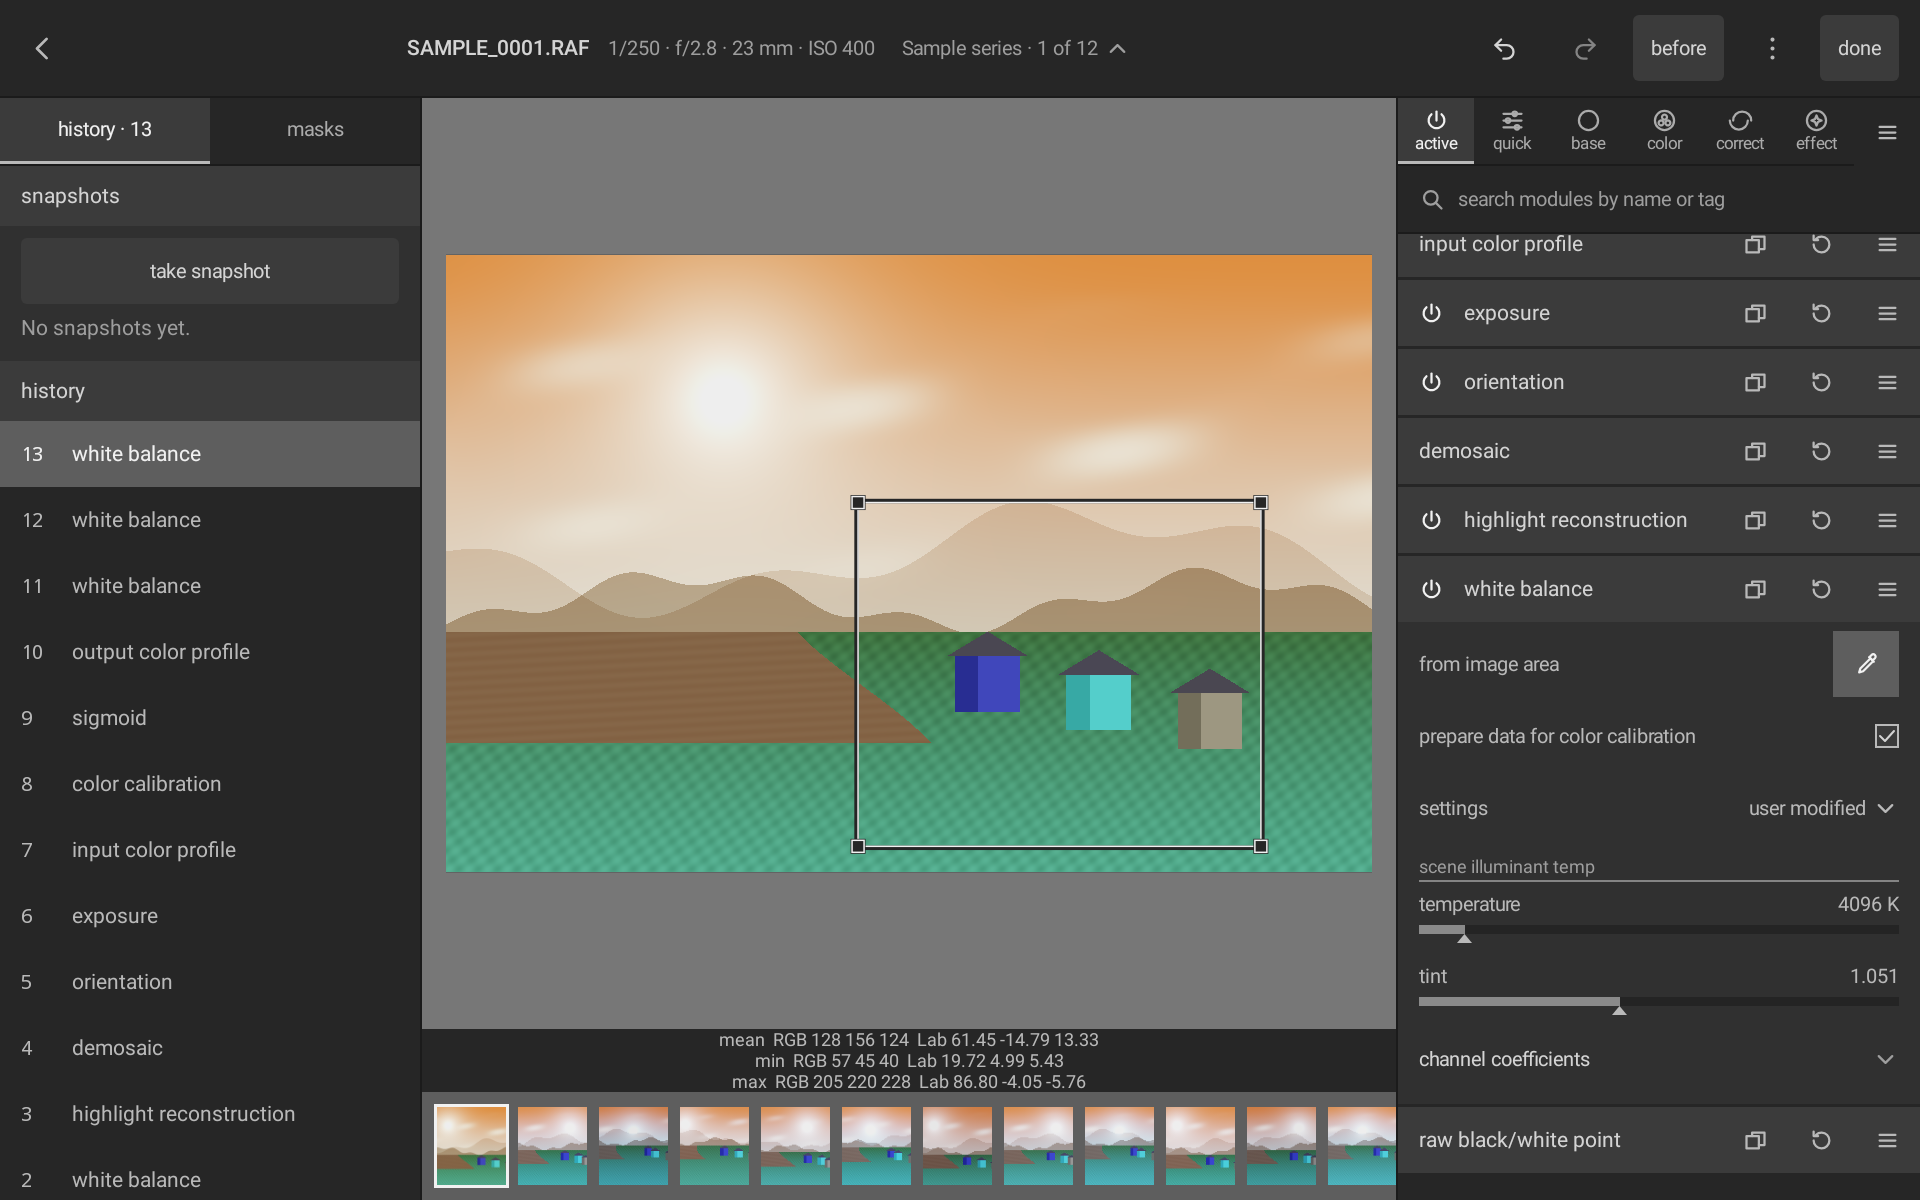 SAMPLE_0001.RAF 1/250 · f/2.8 · 23 mm · ISO 400 Sample series · 1 of 12
before
done
history · 13
masks
snapshots
take snapshot
No snapshots yet.
history
13 white balance
12 white balance
11 white balance
10 output color profile
9 sigmoid
8 color calibration
7 input color profile
6 exposure
5 orientation
4 demosaic
3 highlight reconstruction
2 white balance
mean RGB 128 156 124 Lab 61.45 -14.79 13.33
min RGB 57 45 40 Lab 19.72 4.99 5.43
max RGB 205 220 228 Lab 86.80 -4.05 -5.76
active
quick
base
color
correct
effect
search modules by name or tag
input color profile
exposure
orientation
demosaic
highlight reconstruction
white balance
from image area
prepare data for color calibration
settings user modified
scene illuminant temp
temperature 4096 K
tint 1.051
channel coefficients
raw black/white point